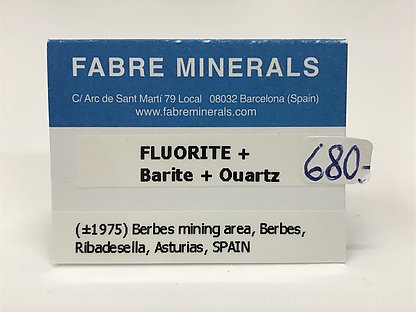 FABRE MINERALS
C/ Arc de Sant Martí 79 Local 08032 Barcelona (Spain)
www.fabreminerals.com
FLUORITE +
Barite + Quartz
680.-
(±1975) Berbes mining area, Berbes,
Ribadesella, Asturias, SPAIN